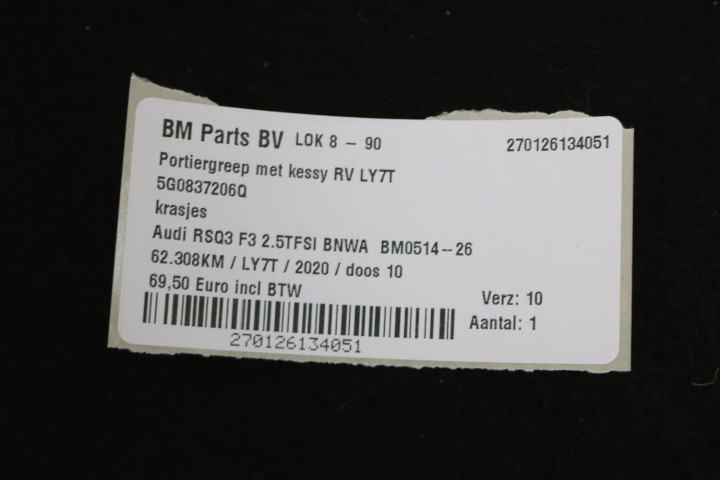 BM Parts BV LOK 8 - 90 270126134051
Portiergreep met kessy RV LY7T
5G0837206Q
krasjes
Audi RSQ3 F3 2.5TFSI BNWA BM0514-26
62.308KM / LY7T / 2020 / doos 10
69,50 Euro incl BTW Verz: 10
Aantal: 1
270126134051